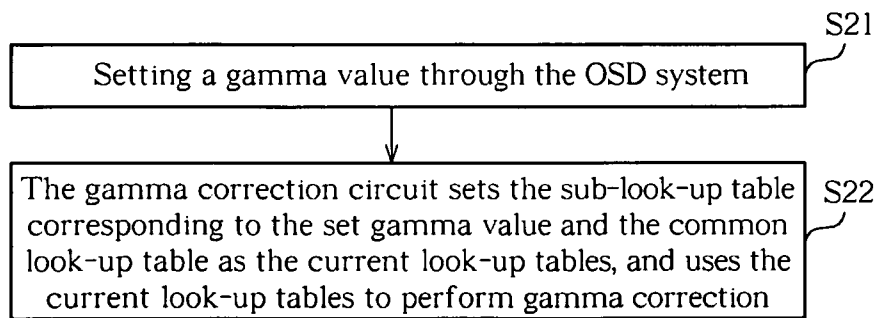 S21
Setting a gamma value through the OSD system
S22
The gamma correction circuit sets the sub-look-up table
corresponding to the set gamma value and the common
look-up table as the current look-up tables, and uses the
current look-up tables to perform gamma correction